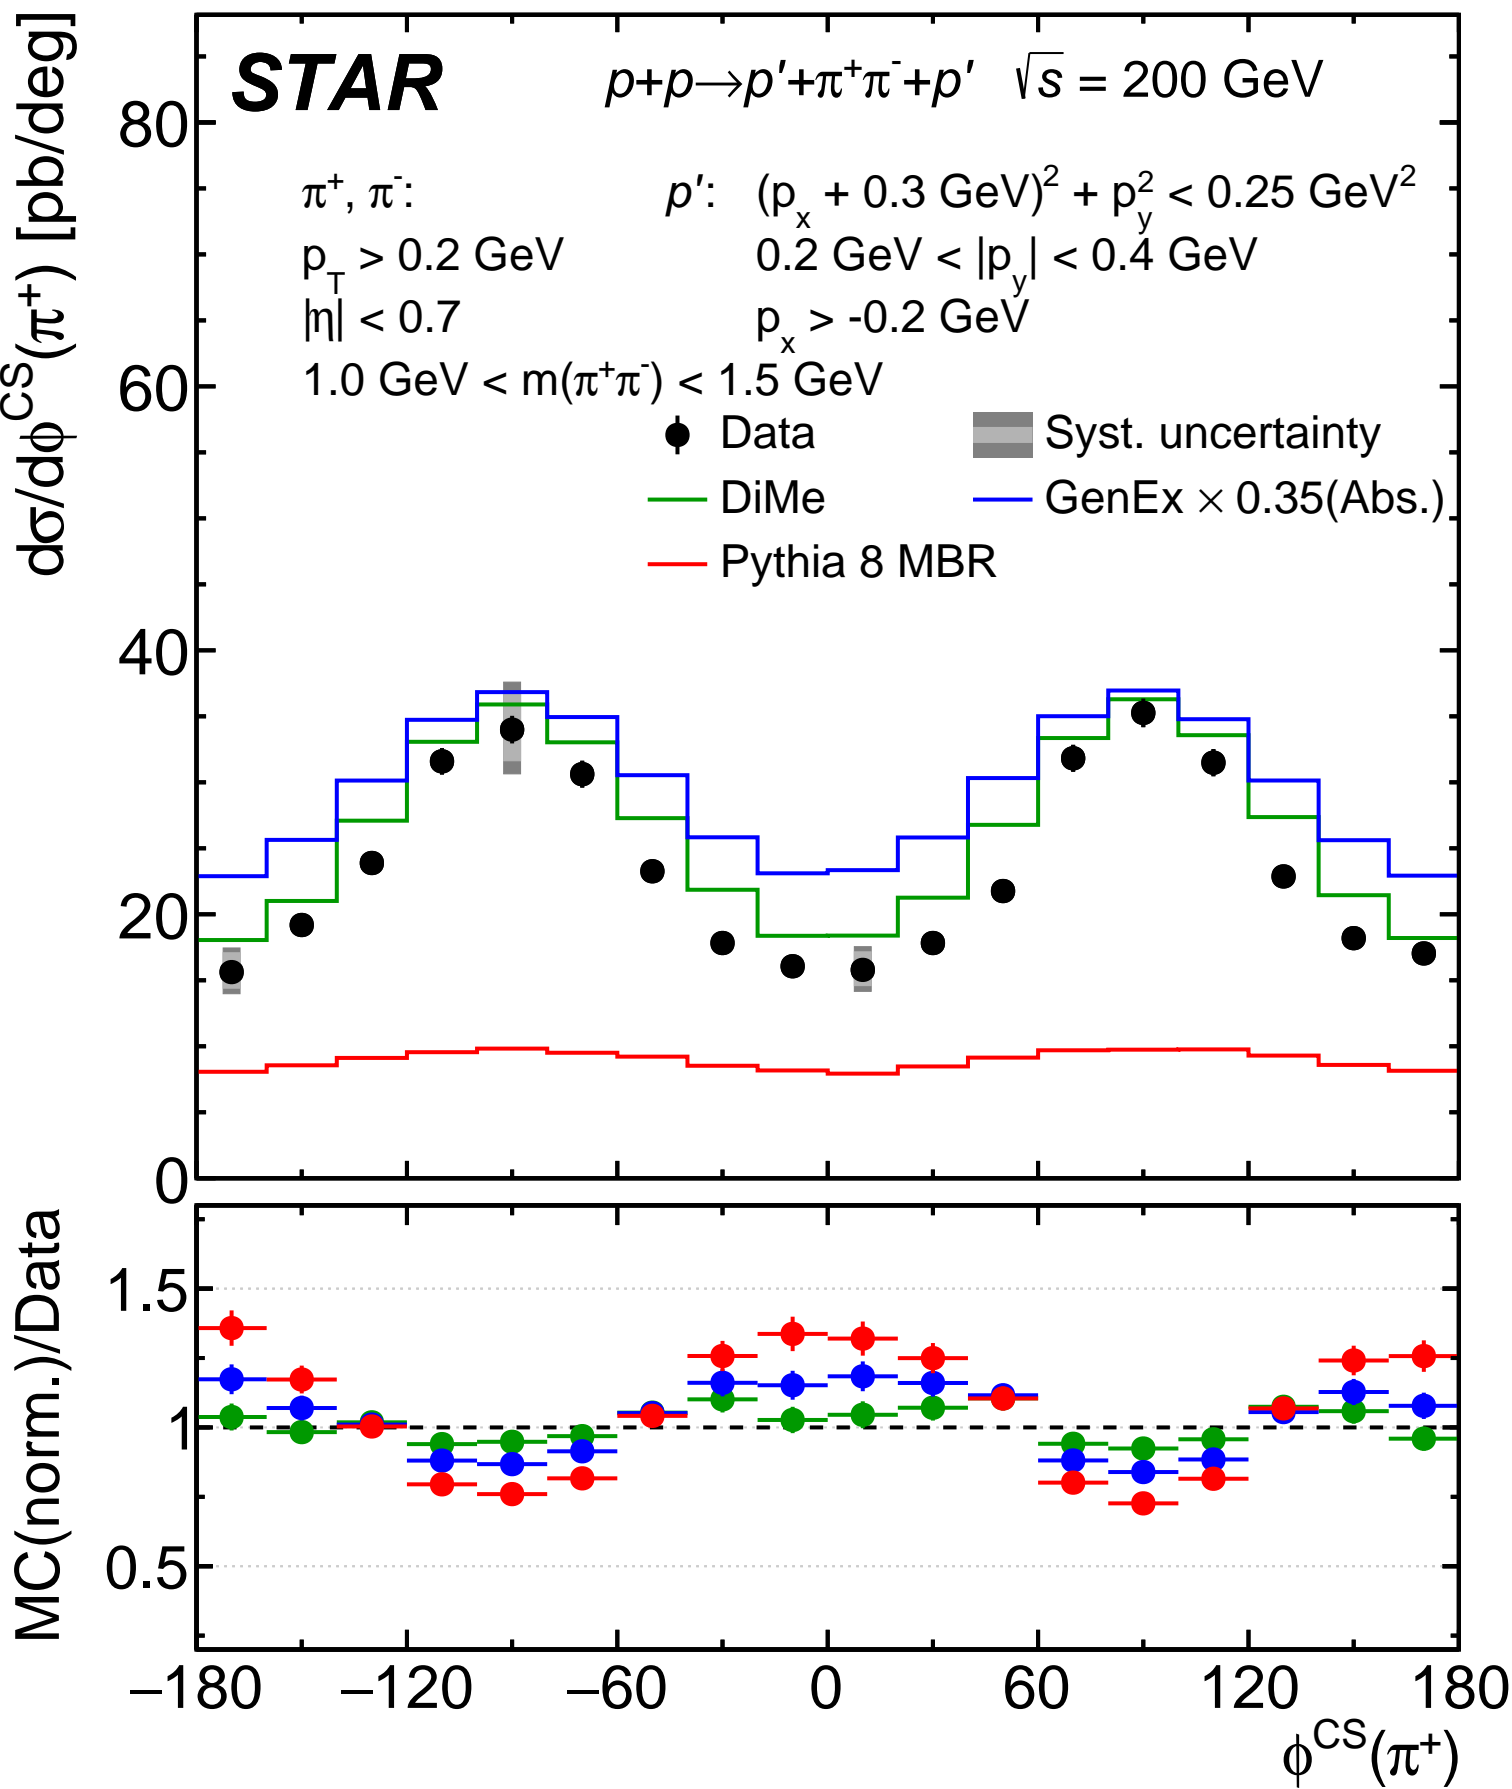 STAR p+p→p′+π⁺π⁻+p′ √s = 200 GeV
π⁺, π⁻: p′: (pₓ + 0.3 GeV)² + p_y² < 0.25 GeV²
p_T > 0.2 GeV 0.2 GeV < |p_y| < 0.4 GeV
|η| < 0.7 pₓ > -0.2 GeV
1.0 GeV < m(π⁺π⁻) < 1.5 GeV
Data Syst. uncertainty
DiMe GenEx × 0.35(Abs.)
Pythia 8 MBR
dσ/dϕ^CS(π⁺) [pb/deg]
80
60
40
20
0
MC(norm.)/Data
1.5
1
0.5
−180 −120 −60 0 60 120 180
ϕ^CS(π⁺)